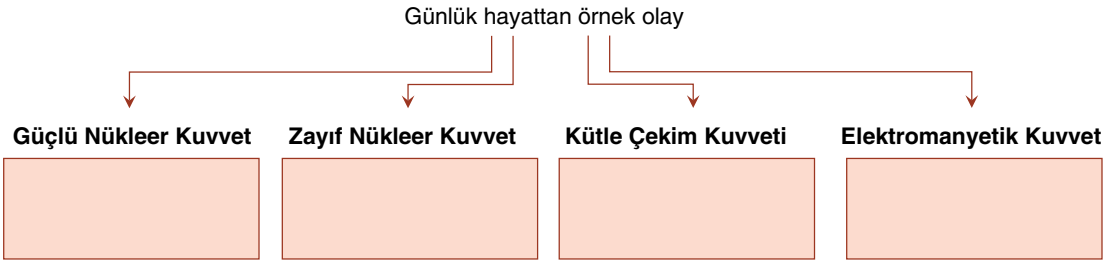 Günlük hayattan örnek olay
Güçlü Nükleer Kuvvet
Zayıf Nükleer Kuvvet
Kütle Çekim Kuvveti
Elektromanyetik Kuvvet